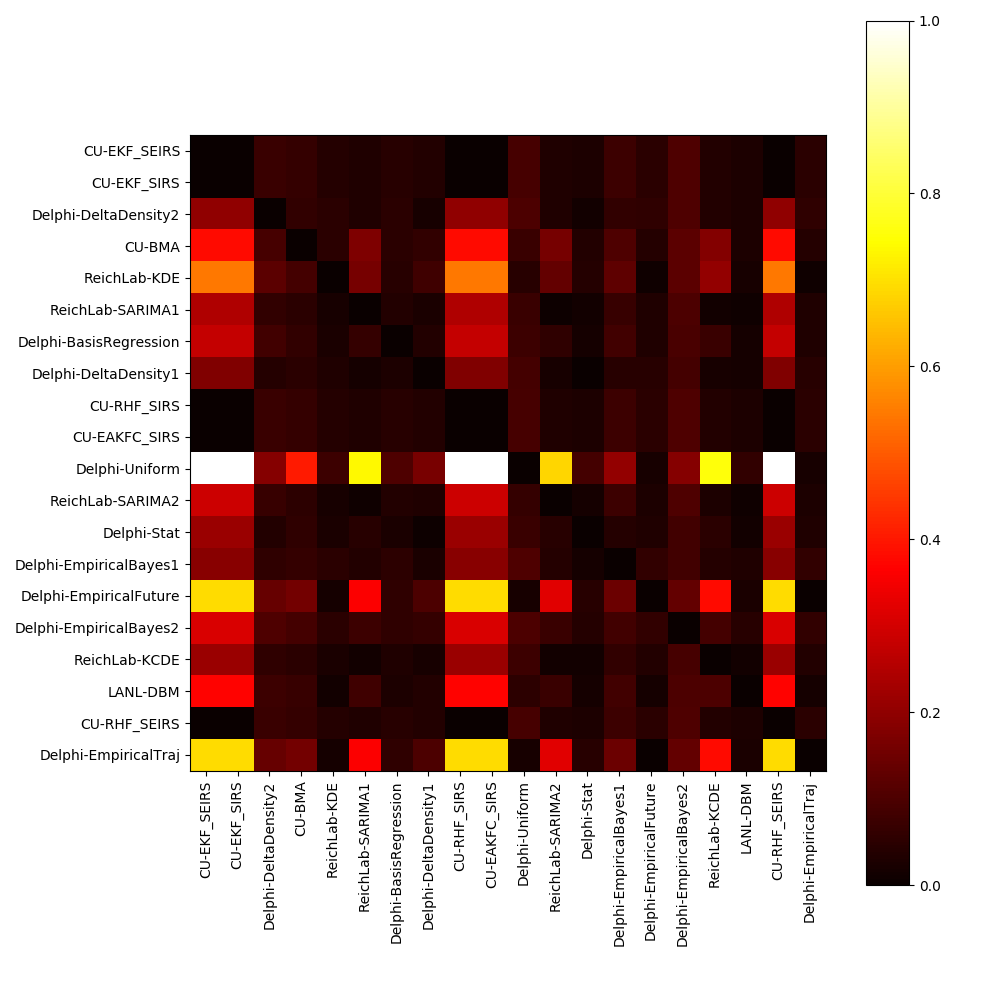 CU-EKF_SEIRS
CU-EKF_SIRS
Delphi-DeltaDensity2
CU-BMA
ReichLab-KDE
ReichLab-SARIMA1
Delphi-BasisRegression
Delphi-DeltaDensity1
CU-RHF_SIRS
CU-EAKFC_SIRS
Delphi-Uniform
ReichLab-SARIMA2
Delphi-Stat
Delphi-EmpiricalBayes1
Delphi-EmpiricalFuture
Delphi-EmpiricalBayes2
ReichLab-KCDE
LANL-DBM
CU-RHF_SEIRS
Delphi-EmpiricalTraj
CU-EKF_SEIRS
CU-EKF_SIRS
Delphi-DeltaDensity2
CU-BMA
ReichLab-KDE
ReichLab-SARIMA1
Delphi-BasisRegression
Delphi-DeltaDensity1
CU-RHF_SIRS
CU-EAKFC_SIRS
Delphi-Uniform
ReichLab-SARIMA2
Delphi-Stat
Delphi-EmpiricalBayes1
Delphi-EmpiricalFuture
Delphi-EmpiricalBayes2
ReichLab-KCDE
LANL-DBM
CU-RHF_SEIRS
Delphi-EmpiricalTraj
1.0
0.8
0.6
0.4
0.2
0.0